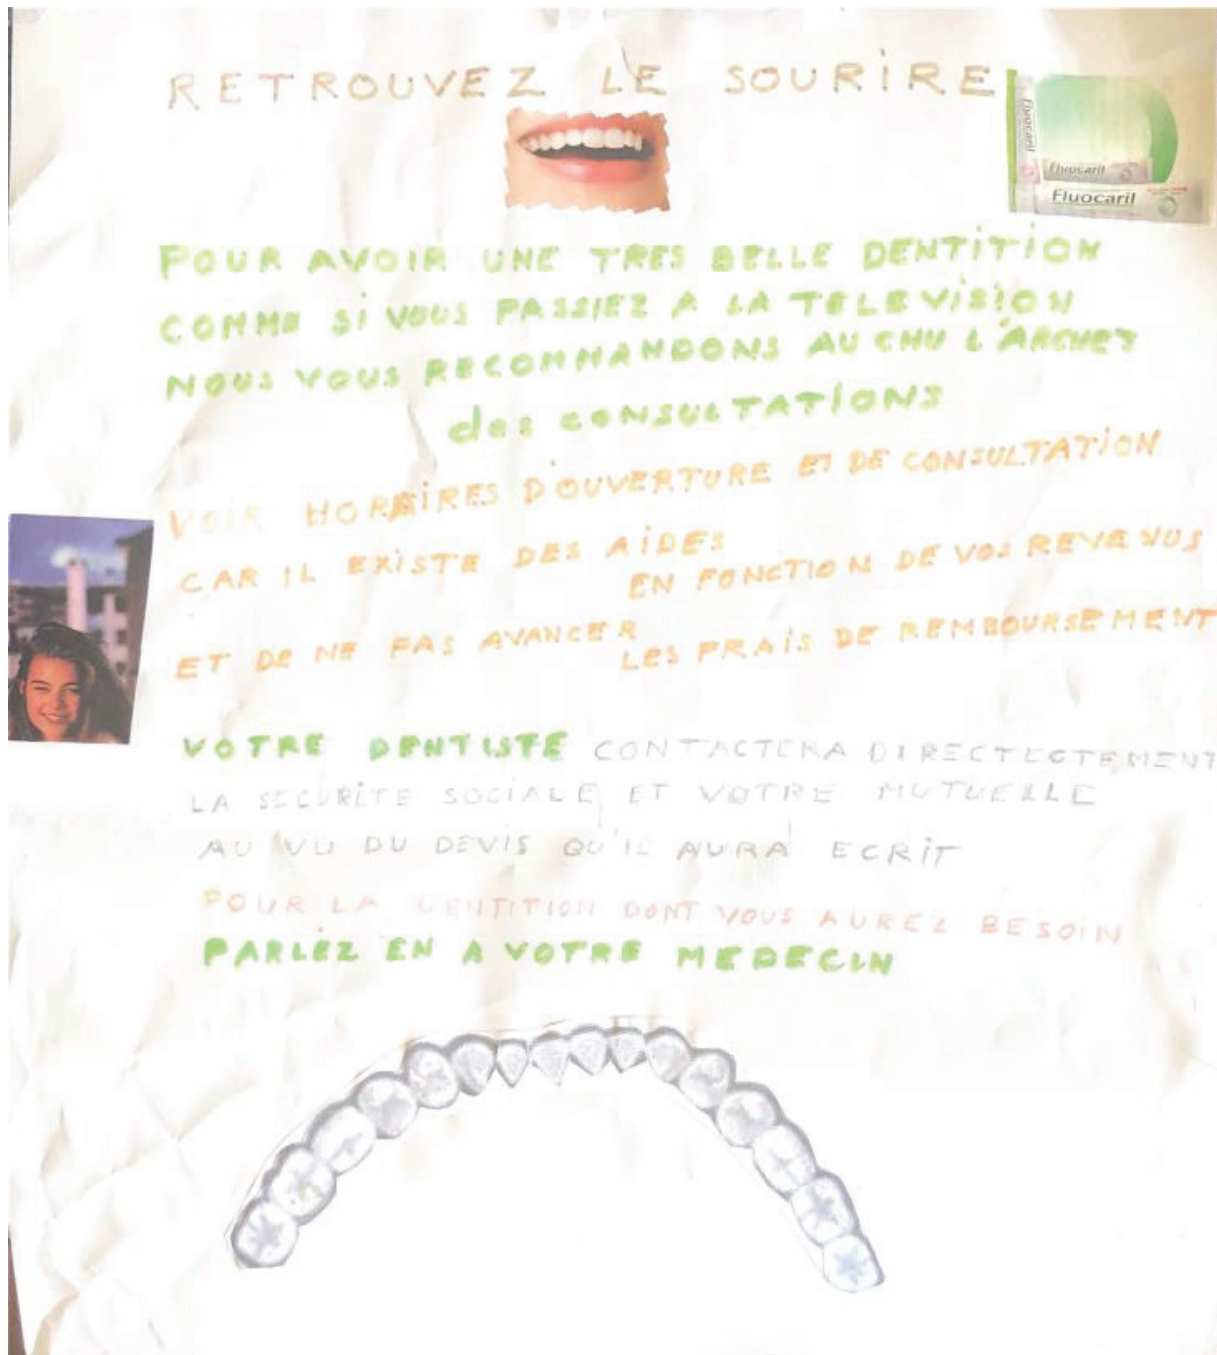 RETROUVEZ LE SOURIRE
Fluocaril
Fluocaril
Fluocaril
POUR AVOIR UNE TRES BELLE DENTITION
COMME Si VOUS PASSIEZ A LA TELEVISION
NOUS VOUS RECOMMANDONS AU CHU L'ARCHET
des CONSULTATIONS
VOIR HORAIRES D'OUVERTURE ET DE CONSULTATION
CAR IL EXISTE DES AIDES
EN FONCTION DE VOS REVENUS
ET DE NE PAS AVANCER
LES FRAIS DE REMBOURSEMENT
VOTRE DENTISTE CONTACTERA DIRECTECTEMENT
LA SECURITE SOCIALE ET VOTRE MUTUELLE
AU VU DU DEVIS QU'IL AURA ECRIT
POUR LA DENTITION DONT VOUS AUREZ BESOIN
PARLEZ EN A VOTRE MEDECIN